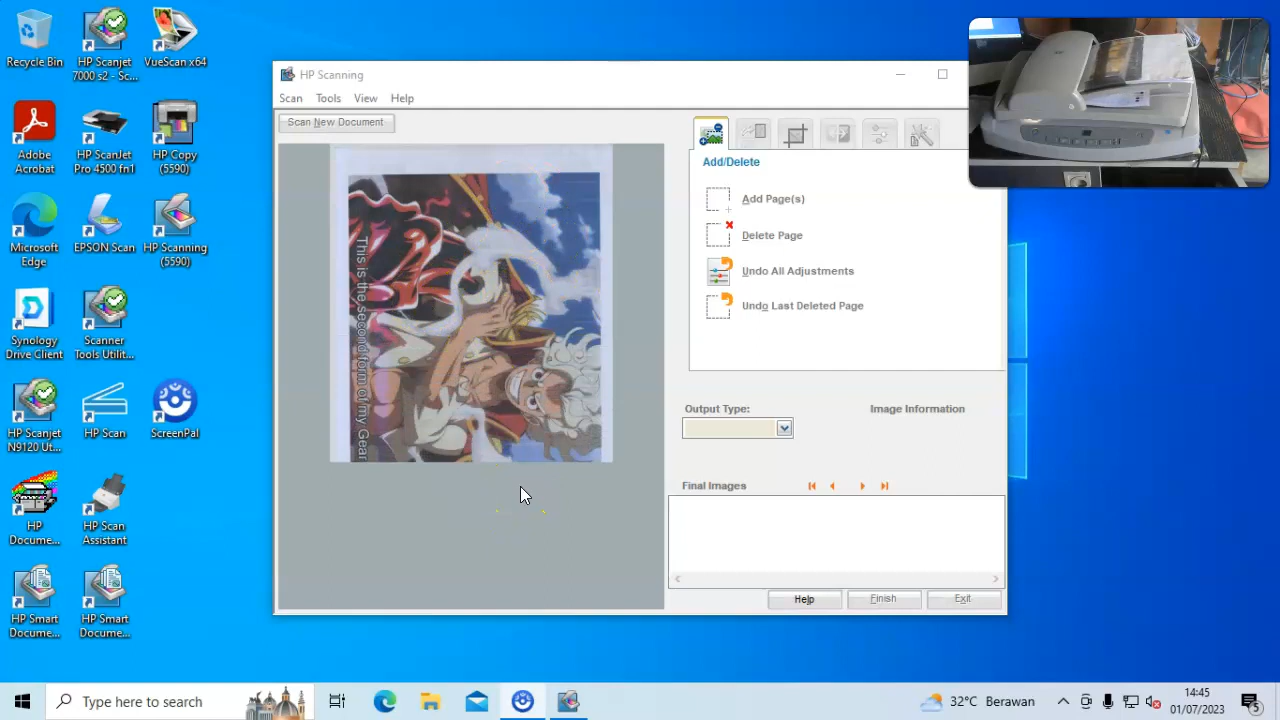 Recycle Bin
HP Scanjet
7000 s2 - Sc...
VueScan x64
Adobe
Acrobat
HP ScanJet
Pro 4500 fn1
HP Copy
(5590)
Microsoft
Edge
EPSON Scan
HP Scanning
(5590)
Synology
Drive Client
Scanner
Tools Utilit...
HP Scanjet
N9120 Ut...
HP Scan
ScreenPal
HP
Docume...
HP Scan
Assistant
HP Smart
Docume...
HP Smart
Docume...
HP Scanning
Scan Tools View Help
Scan New Document
This is the second form of my Gear
Add/Delete
Add Page(s)
Delete Page
Undo All Adjustments
Undo Last Deleted Page
Output Type:
Image Information
Final Images
Help
Finish
Exit
Type here to search
32°C Berawan
14:45
01/07/2023
5